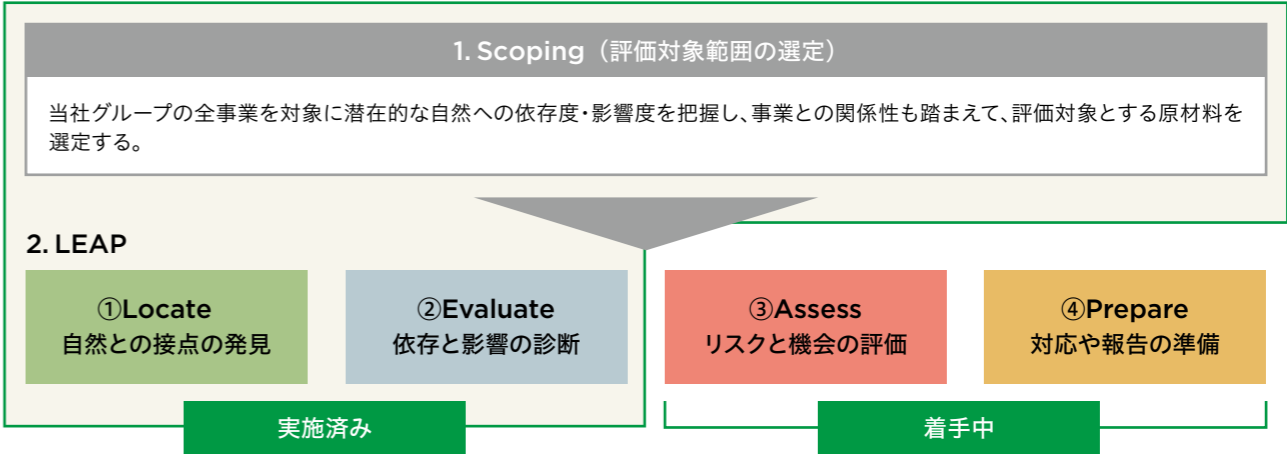 1. Scoping（評価対象範囲の選定）
当社グループの全事業を対象に潜在的な自然への依存度・影響度を把握し、事業との関係性も踏まえて、評価対象とする原材料を
選定する。
2. LEAP
①Locate
自然との接点の発見
②Evaluate
依存と影響の診断
③Assess
リスクと機会の評価
④Prepare
対応や報告の準備
実施済み
着手中